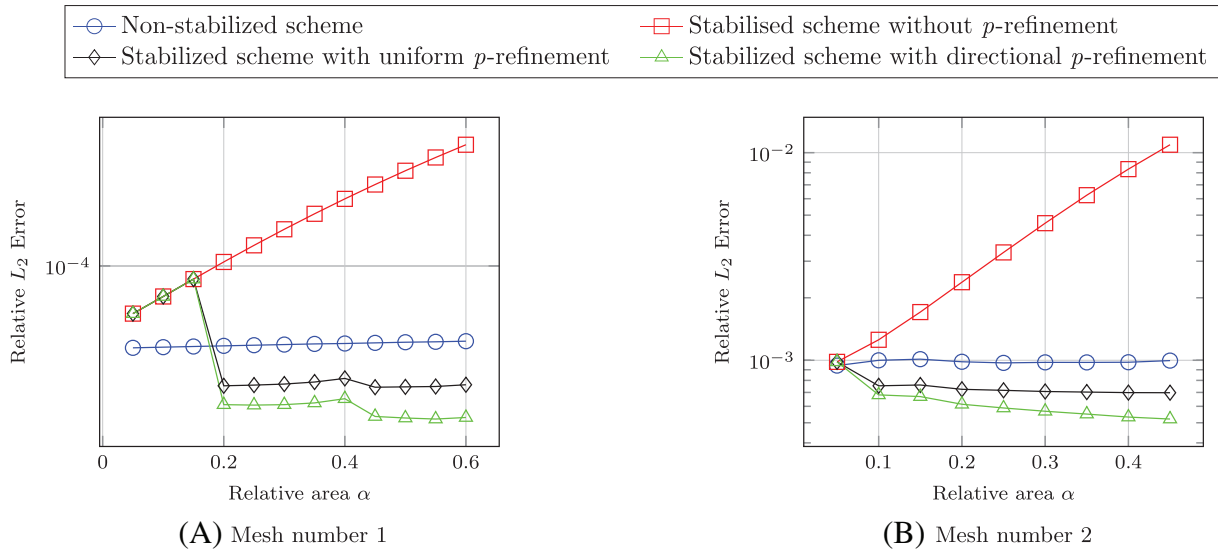 Non-stabilized scheme
Stabilised scheme without p-refinement
Stabilized scheme with uniform p-refinement
Stabilized scheme with directional p-refinement
Relative L2 Error
10−4
0
0.2
0.4
0.6
Relative area α
(A) Mesh number 1
Relative L2 Error
10−2
10−3
0.1
0.2
0.3
0.4
Relative area α
(B) Mesh number 2